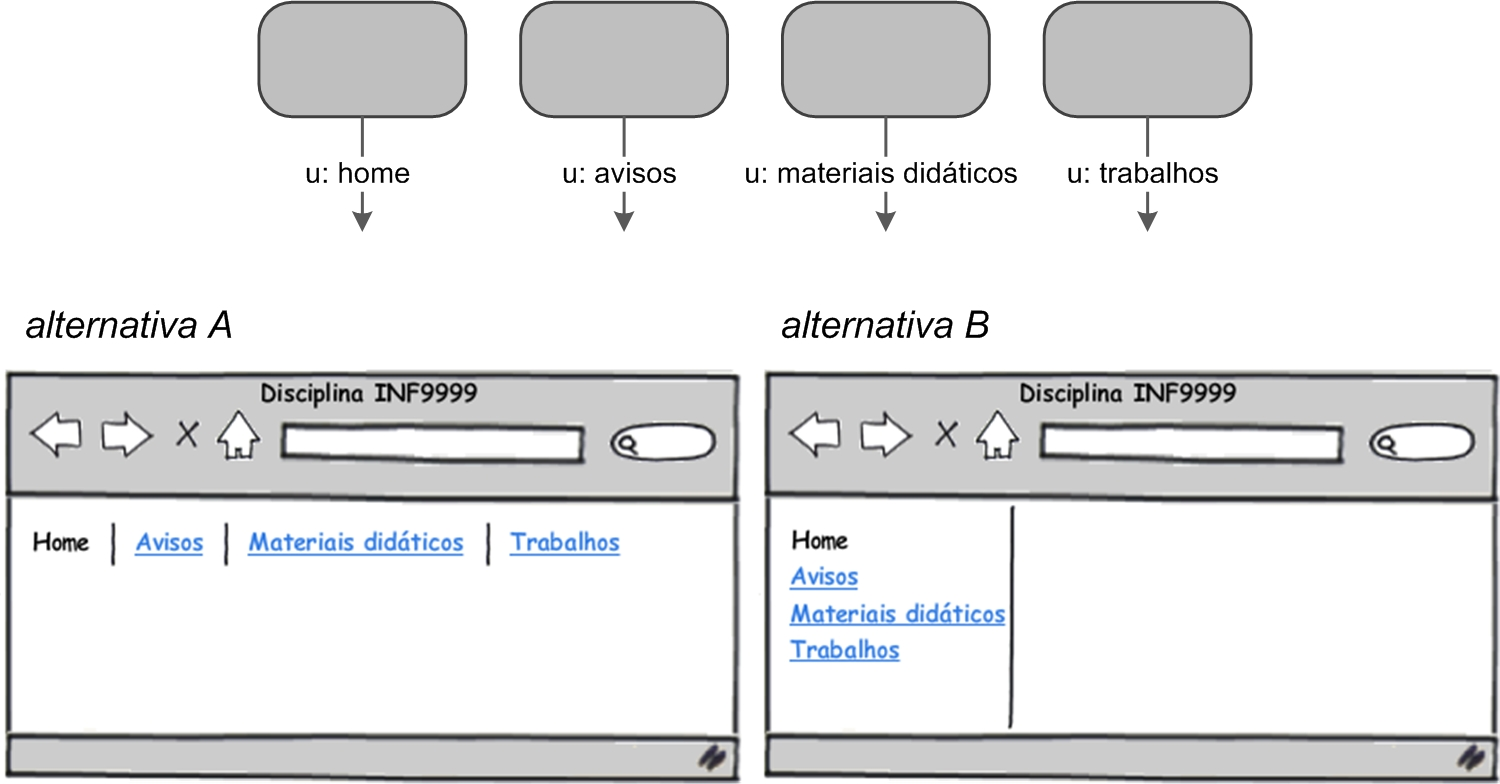 u: home
u: avisos
u: materiais didáticos
u: trabalhos
alternativa A
alternativa B
Disciplina INF9999
Home
Avisos
Materiais didáticos
Trabalhos
Disciplina INF9999
Home
Avisos
Materiais didáticos
Trabalhos